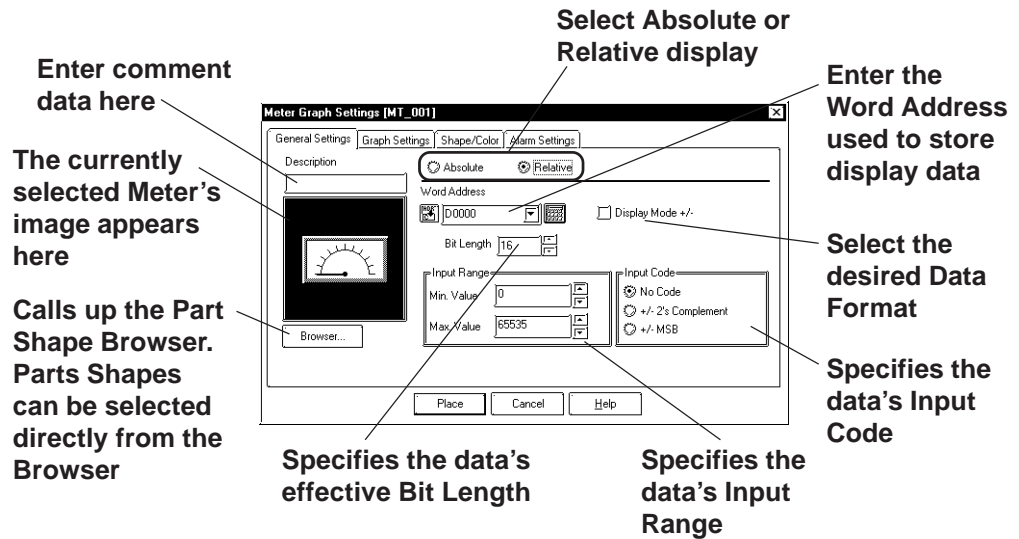 Select Absolute or
Relative display
Enter comment
data here
Enter the
Word Address
used to store
display data
Meter Graph Settings [MT_001]
General Settings
Graph Settings
Shape/Color
Alarm Settings
Description
Absolute
Relative
The currently
selected Meter's
image appears
here
Word Address
D0000
Display Mode +/-
Bit Length
16
Select the
desired Data
Format
Input Range
Min. Value
0
Max. Value
65535
Input Code
No Code
+/- 2's Complement
+/- MSB
Calls up the Part
Shape Browser.
Parts Shapes
can be selected
directly from the
Browser
Browser...
Place
Cancel
Help
Specifies the
data's Input
Code
Specifies the data's
effective Bit Length
Specifies the
data's Input
Range